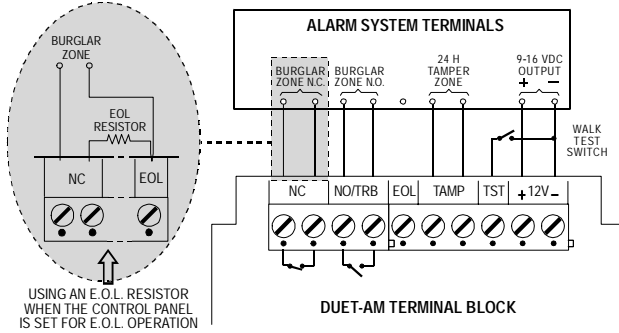 BURGLAR
ZONE
EOL
RESISTOR
NC
EOL
USING AN E.O.L. RESISTOR
WHEN THE CONTROL PANEL
IS SET FOR E.O.L. OPERATION
ALARM SYSTEM TERMINALS
BURGLAR
ZONE N.C.
BURGLAR
ZONE N.O.
24 H
TAMPER
ZONE
9-16 VDC
OUTPUT
+ –
WALK
TEST
SWITCH
NC NO/TRB EOL TAMP TST + 12V –
DUET-AM TERMINAL BLOCK